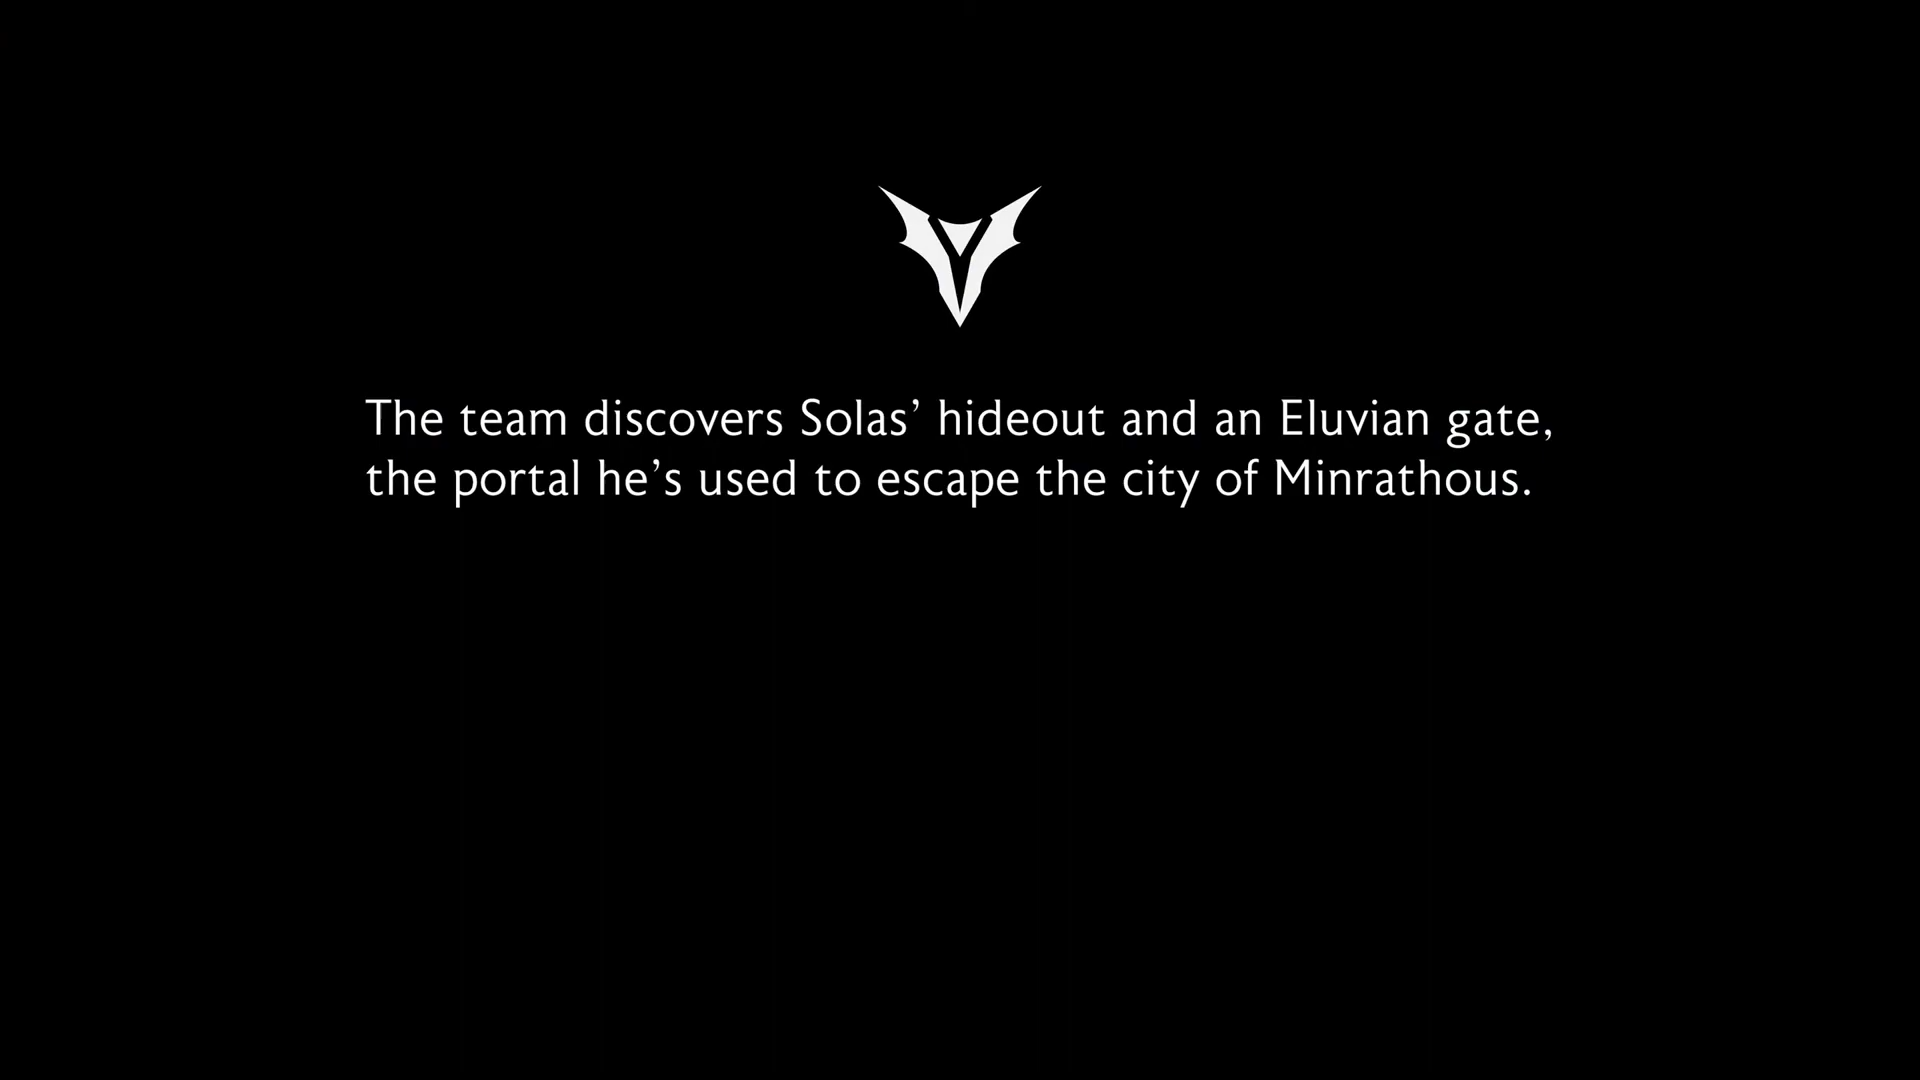 The team discovers Solas’ hideout and an Eluvian gate,
the portal he’s used to escape the city of Minrathous.